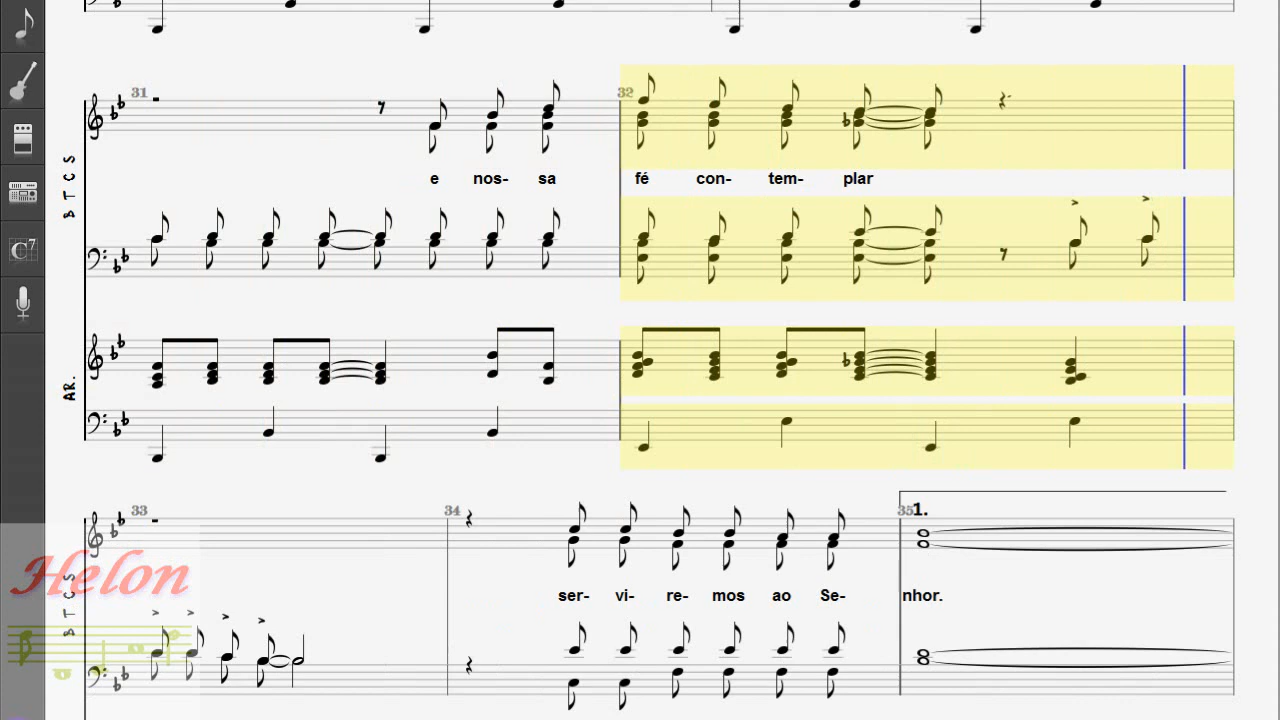 31
32
B T C S
e nos- sa fé con- tem- plar
C7
AR.
33
34
35
1.
Helon
B T C S
ser- vi- re- mos ao Se- nhor.